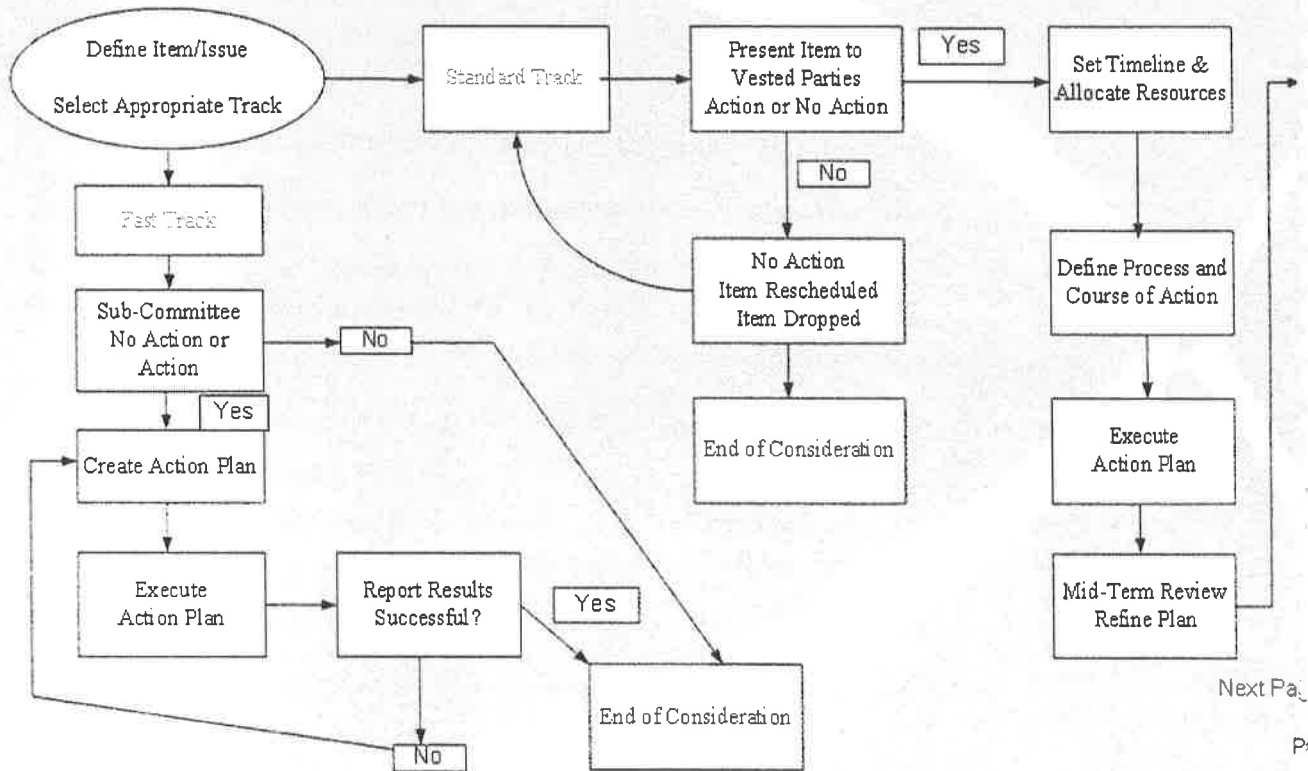 Define Item/Issue
Select Appropriate Track
Standard Track
Present Item to
Vested Parties
Action or No Action
Yes
Set Timeline &
Allocate Resources
No
Fast Track
No Action
Item Rescheduled
Item Dropped
Define Process and
Course of Action
Sub-Committee
No Action or
Action
No
Yes
End of Consideration
Create Action Plan
Execute
Action Plan
Execute
Action Plan
Report Results
Successful?
Yes
Mid-Term Review
Refine Plan
End of Consideration
No
Next